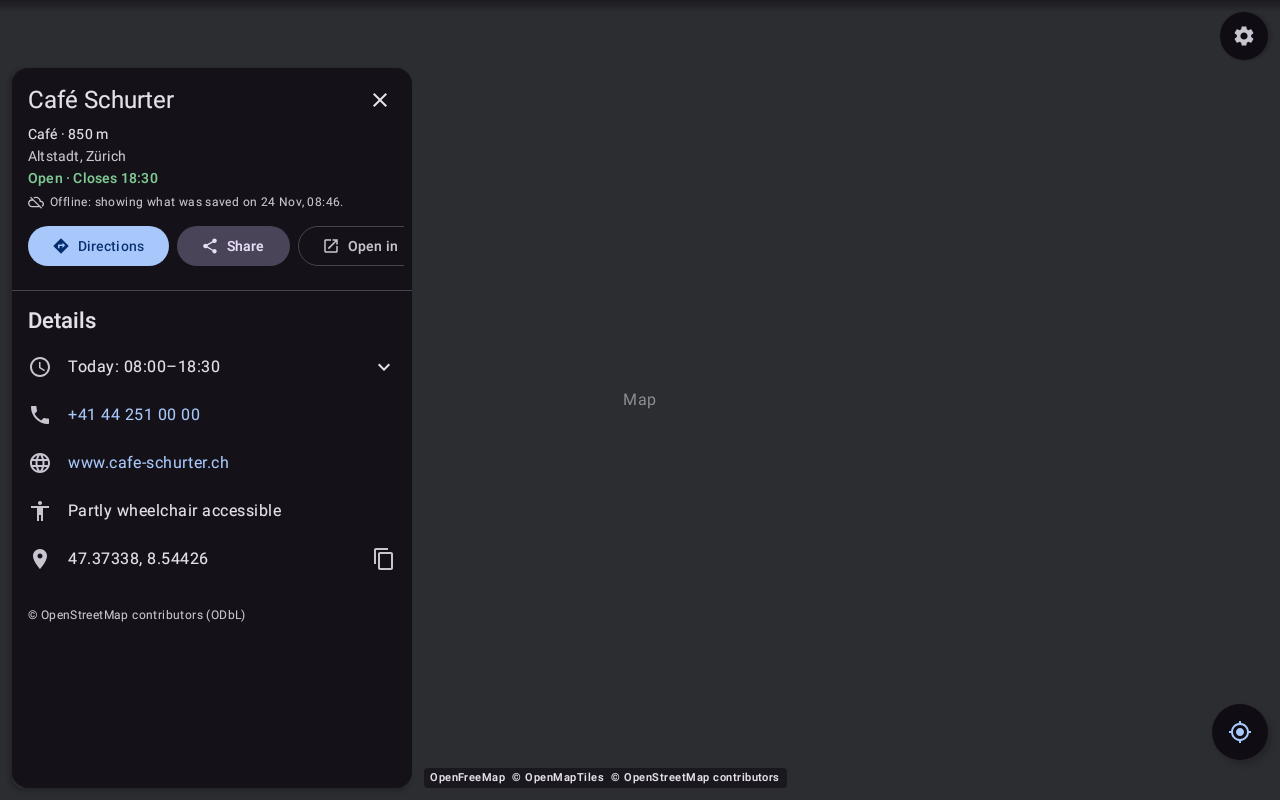 Café Schurter
Café · 850 m
Altstadt, Zürich
Open · Closes 18:30
Offline: showing what was saved on 24 Nov, 08:46.
Directions
Share
Open in
Details
Today: 08:00–18:30
+41 44 251 00 00
www.cafe-schurter.ch
Partly wheelchair accessible
47.37338, 8.54426
© OpenStreetMap contributors (ODbL)
Map
OpenFreeMap © OpenMapTiles © OpenStreetMap contributors